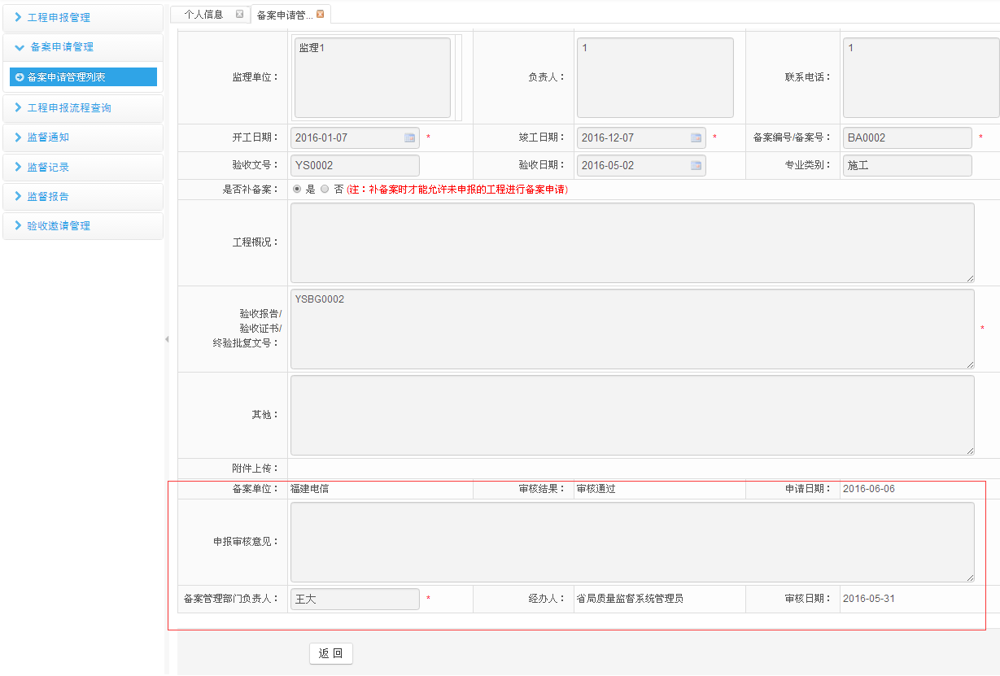 工程申报管理
备案申请管理
备案申请管理列表
工程申报流程查询
监督通知
监督记录
监督报告
验收邀请管理
个人信息 备案申请管...
监理单位： 监理1 负责人： 1 联系电话： 1
开工日期： 2016-01-07 * 竣工日期： 2016-12-07 * 备案编号/备案号： BA0002 *
验收文号： YS0002 验收日期： 2016-05-02 专业类别： 施工
是否补备案： 是 否 (注：补备案时才能允许未申报的工程进行备案申请)
工程概况：
验收报告/
验收证书/
终验批复文号： YSBG0002 *
其他：
附件上传：
备案单位： 福建电信 审核结果： 审核通过 申请日期： 2016-06-06
申报审核意见：
备案管理部门负责人： 王大 * 经办人： 省局质量监督系统管理员 审核日期： 2016-05-31
返 回